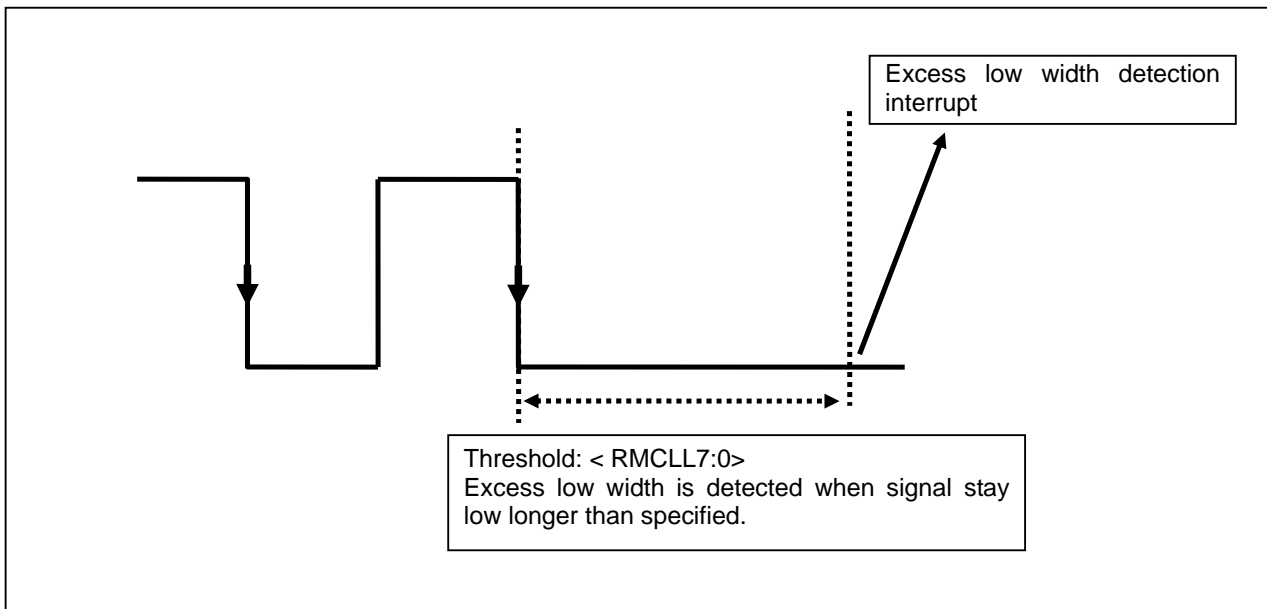 Excess low width detection
interrupt
Threshold: < RMCLL7:0>
Excess low width is detected when signal stay
low longer than specified.